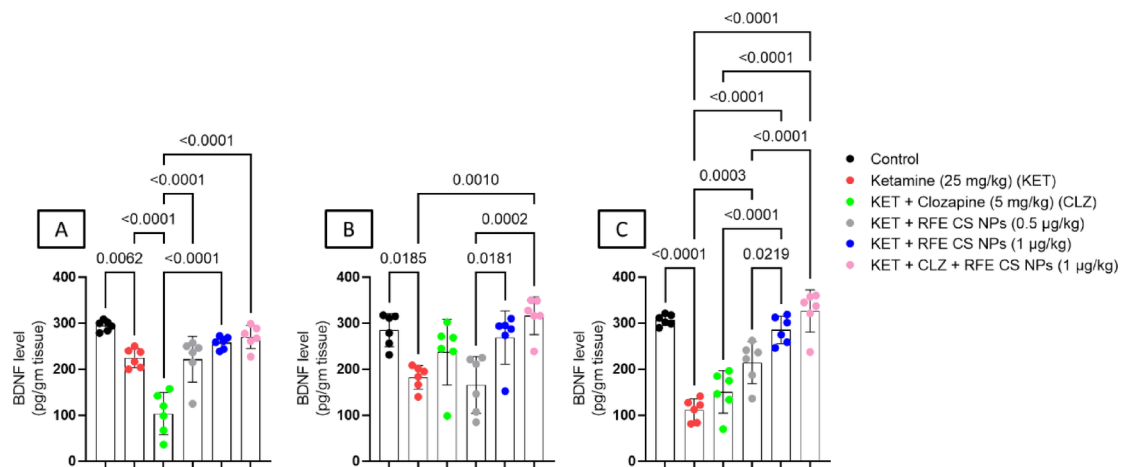 A
<0.0001
<0.0001
<0.0001
0.0062
<0.0001
400
300
200
100
0
BDNF level
(pg/gm tissue)
B
0.0010
0.0002
0.0185
0.0181
400
300
200
100
0
BDNF level
(pg/gm tissue)
C
<0.0001
<0.0001
<0.0001
<0.0001
0.0003
<0.0001
<0.0001
0.0219
400
300
200
100
0
BDNF level
(pg/gm tissue)
Control
Ketamine (25 mg/kg) (KET)
KET + Clozapine (5 mg/kg) (CLZ)
KET + RFE CS NPs (0.5 µg/kg)
KET + RFE CS NPs (1 µg/kg)
KET + CLZ + RFE CS NPs (1 µg/kg)